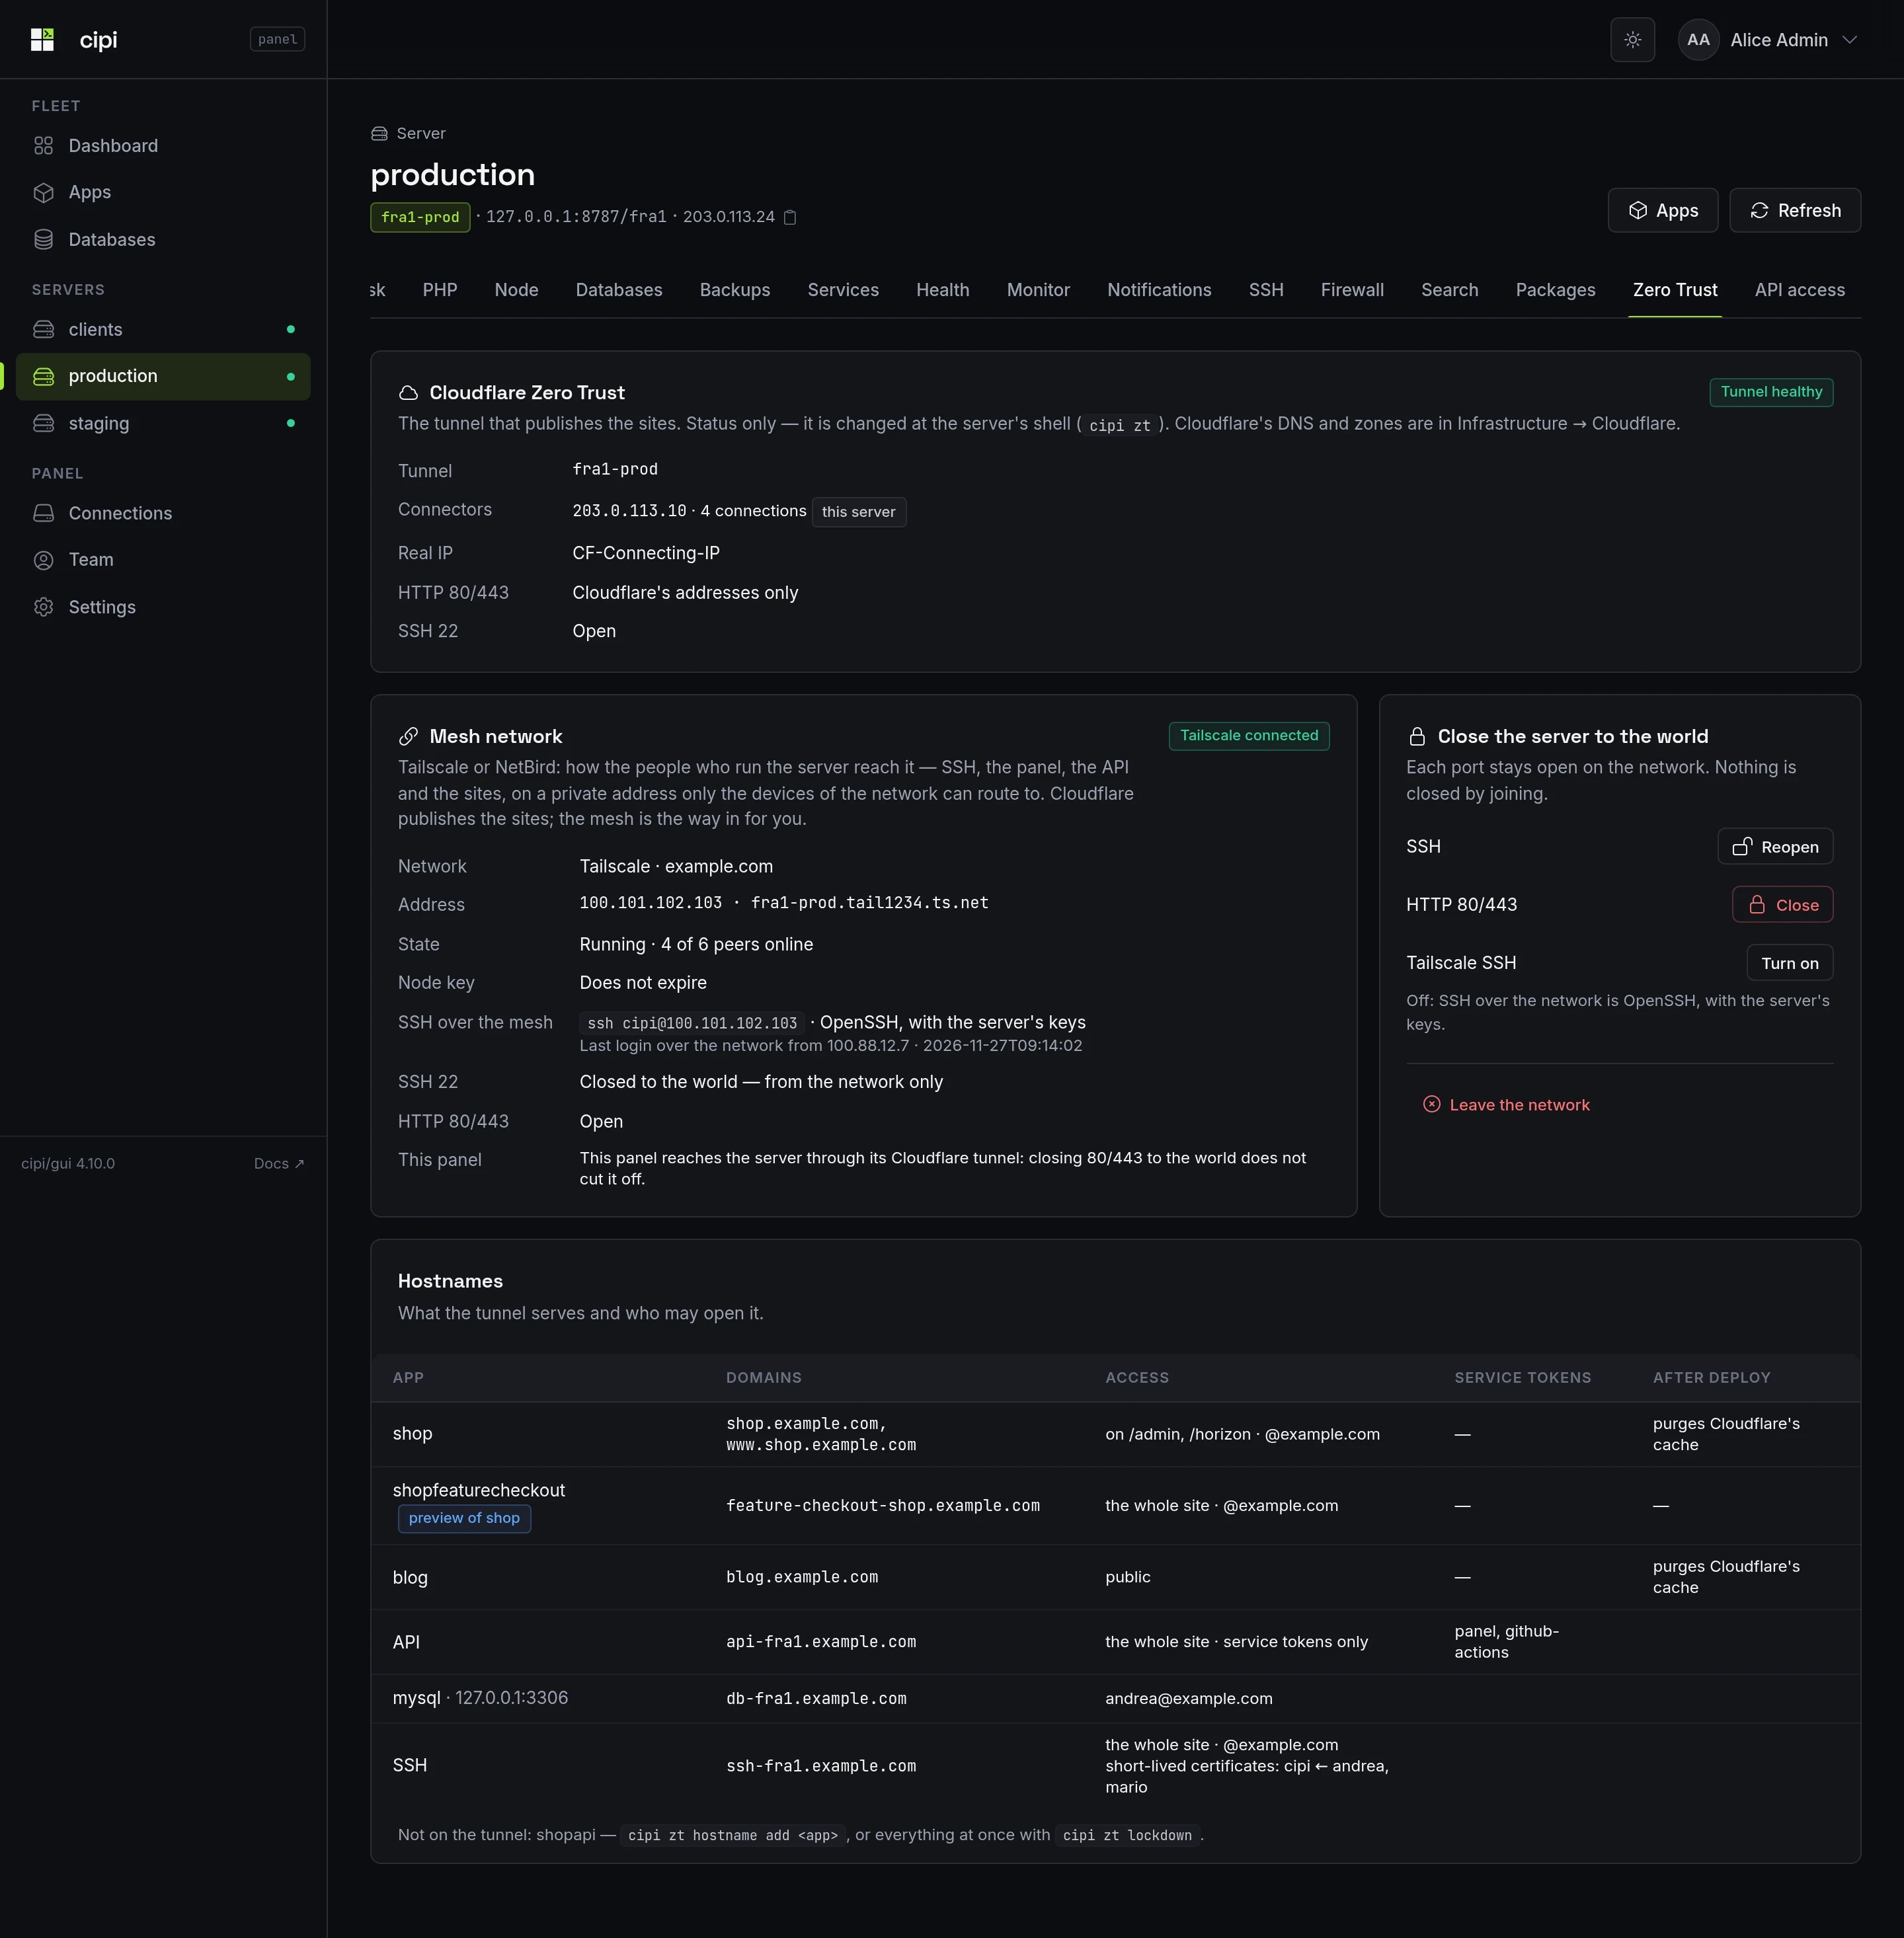 cipi
panel
AA
Alice Admin
FLEET
Dashboard
Apps
Databases
SERVERS
clients
production
staging
PANEL
Connections
Team
Settings
cipi/gui 4.10.0
Docs ↗
Server
production
fra1-prod · 127.0.0.1:8787/fra1 · 203.0.113.24
Apps
Refresh
sk PHP Node Databases Backups Services Health Monitor Notifications SSH Firewall Search Packages Zero Trust API access
Cloudflare Zero Trust
Tunnel healthy
The tunnel that publishes the sites. Status only — it is changed at the server's shell ( cipi zt ). Cloudflare's DNS and zones are in Infrastructure → Cloudflare.
Tunnel fra1-prod
Connectors 203.0.113.10 · 4 connections this server
Real IP CF-Connecting-IP
HTTP 80/443 Cloudflare's addresses only
SSH 22 Open
Mesh network
Tailscale connected
Tailscale or NetBird: how the people who run the server reach it — SSH, the panel, the API
and the sites, on a private address only the devices of the network can route to. Cloudflare
publishes the sites; the mesh is the way in for you.
Network Tailscale · example.com
Address 100.101.102.103 · fra1-prod.tail1234.ts.net
State Running · 4 of 6 peers online
Node key Does not expire
SSH over the mesh ssh cipi@100.101.102.103 · OpenSSH, with the server's keys
Last login over the network from 100.88.12.7 · 2026-11-27T09:14:02
SSH 22 Closed to the world — from the network only
HTTP 80/443 Open
This panel This panel reaches the server through its Cloudflare tunnel: closing 80/443 to the world does not
cut it off.
Close the server to the world
Each port stays open on the network. Nothing is
closed by joining.
SSH Reopen
HTTP 80/443 Close
Tailscale SSH Turn on
Off: SSH over the network is OpenSSH, with the server's
keys.
Leave the network
Hostnames
What the tunnel serves and who may open it.
APP DOMAINS ACCESS SERVICE TOKENS AFTER DEPLOY
shop
shop.example.com,
www.shop.example.com
on /admin, /horizon · @example.com
—
purges Cloudflare's
cache
shopfeaturecheckout
preview of shop
feature-checkout-shop.example.com
the whole site · @example.com
—
—
blog
blog.example.com
public
—
purges Cloudflare's
cache
API
api-fra1.example.com
the whole site · service tokens only
panel, github-
actions
mysql · 127.0.0.1:3306
db-fra1.example.com
andrea@example.com
SSH
ssh-fra1.example.com
the whole site · @example.com
short-lived certificates: cipi ← andrea,
mario
Not on the tunnel: shopapi — cipi zt hostname add <app> , or everything at once with cipi zt lockdown .